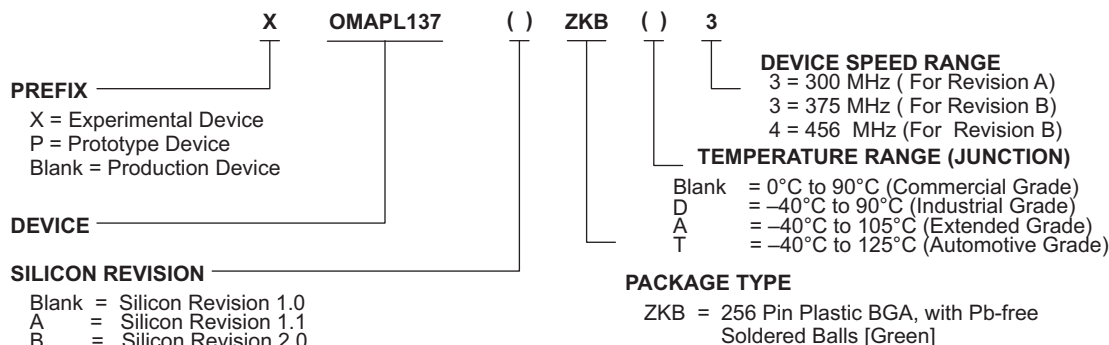 X OMAPL137 ( ) ZKB ( ) 3
PREFIX
X = Experimental Device
P = Prototype Device
Blank = Production Device
DEVICE
SILICON REVISION
Blank = Silicon Revision 1.0
A = Silicon Revision 1.1
B = Silicon Revision 2.0
DEVICE SPEED RANGE
3 = 300 MHz ( For Revision A)
3 = 375 MHz ( For Revision B)
4 = 456 MHz (For Revision B)
TEMPERATURE RANGE (JUNCTION)
Blank = 0°C to 90°C (Commercial Grade)
D = –40°C to 90°C (Industrial Grade)
A = –40°C to 105°C (Extended Grade)
T = –40°C to 125°C (Automotive Grade)
PACKAGE TYPE
ZKB = 256 Pin Plastic BGA, with Pb-free
Soldered Balls [Green]